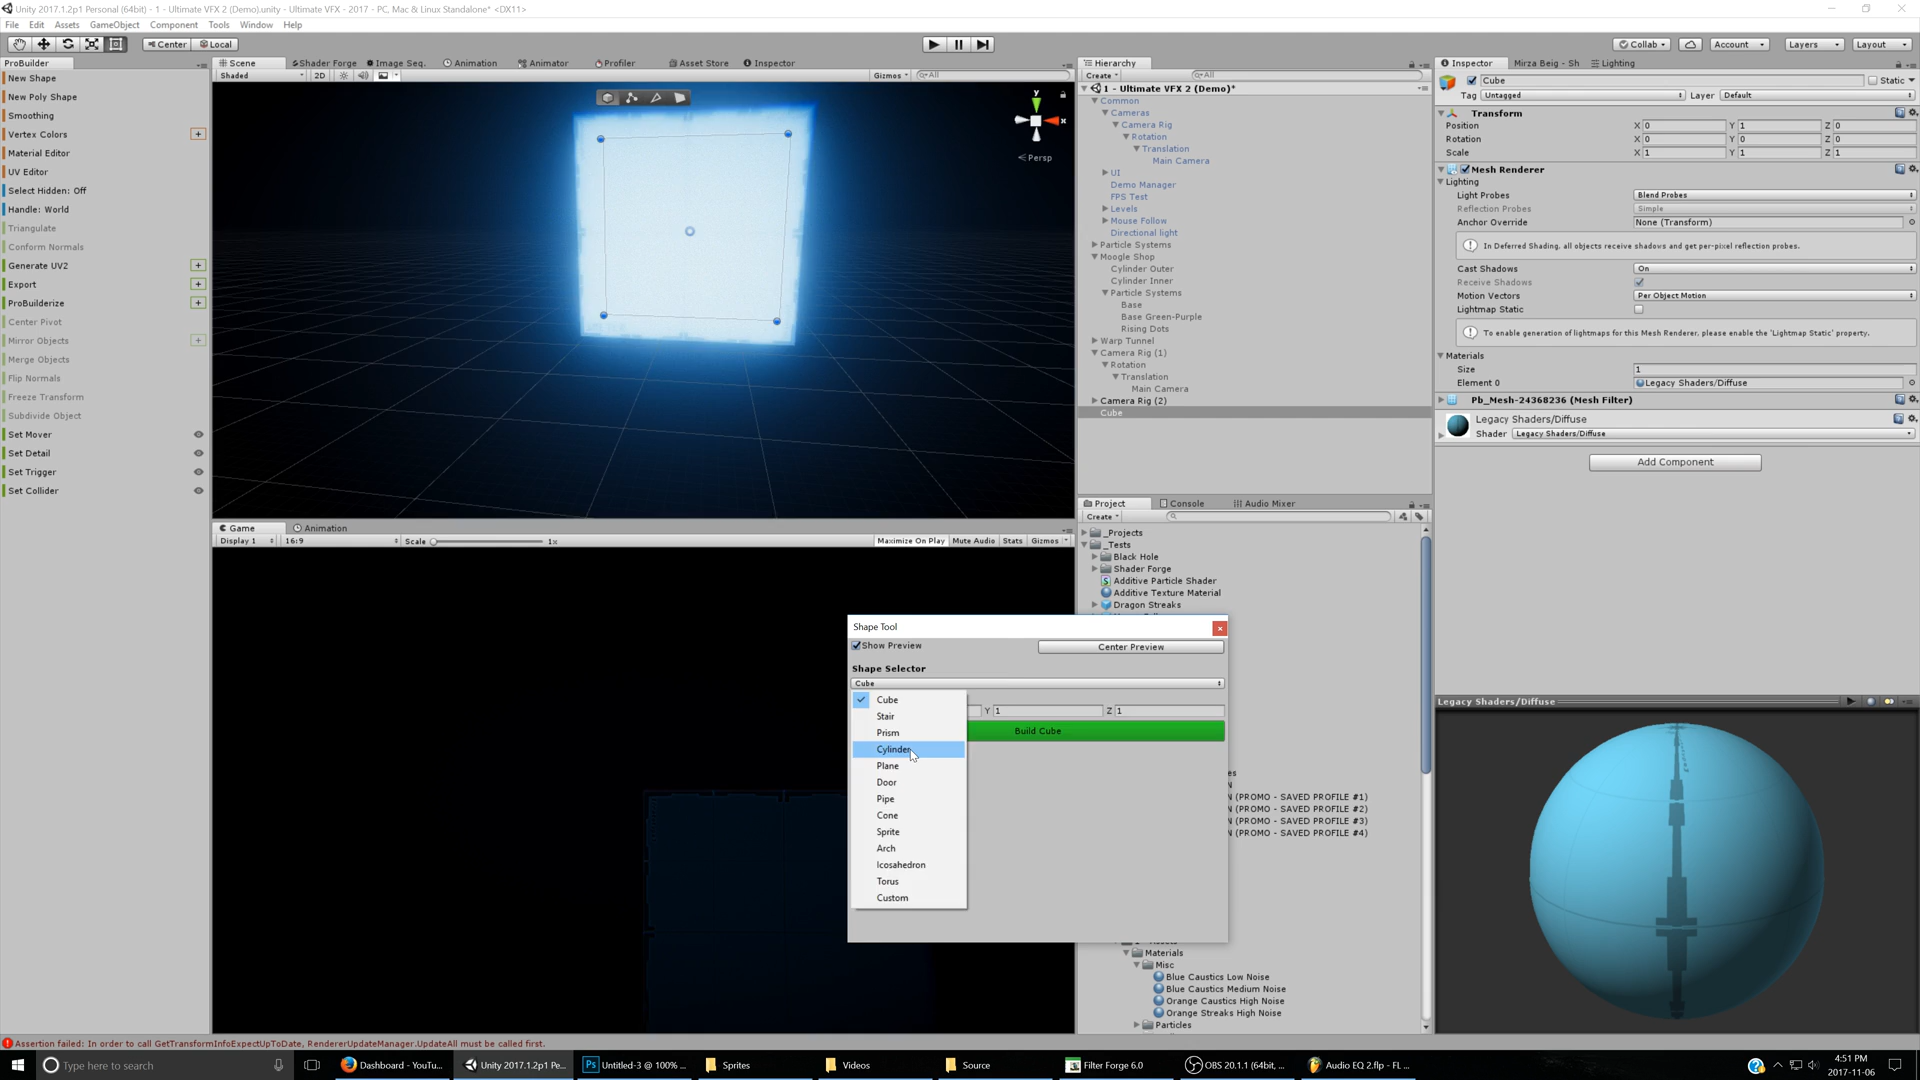 Unity 2017.1.2p1 Personal (64bit) - 1 - Ultimate VFX 2 (Demo).unity - Ultimate VFX - 2017 - PC, Mac & Linux Standalone* <DX11>
File Edit Assets GameObject Component Tools Window Help
Center Local
Collab Account Layers Layout
ProBuilder
New Shape
New Poly Shape
Smoothing
Vertex Colors
Material Editor
UV Editor
Select Hidden: Off
Handle: World
Triangulate
Conform Normals
Generate UV2
Export
ProBuilderize
Center Pivot
Mirror Objects
Merge Objects
Flip Normals
Freeze Transform
Subdivide Object
Set Mover
Set Detail
Set Trigger
Set Collider
Scene Shader Forge Image Seq. Animation Animator Profiler Asset Store Inspector
Shaded 2D Gizmos All
y
x
Persp
Game Animation
Display 1 16:9 Scale 1x Maximize On Play Mute Audio Stats Gizmos
Hierarchy
Create All
1 - Ultimate VFX 2 (Demo)*
Common
Cameras
Camera Rig
Rotation
Translation
Main Camera
UI
Demo Manager
FPS Test
Levels
Mouse Follow
Directional light
Particle Systems
Moogle Shop
Cylinder Outer
Cylinder Inner
Particle Systems
Base
Base Green-Purple
Rising Dots
Warp Tunnel
Camera Rig (1)
Rotation
Translation
Main Camera
Camera Rig (2)
Cube
Project Console Audio Mixer
Create
_Projects
_Tests
Black Hole
Shader Forge
Additive Particle Shader
Additive Texture Material
Dragon Streaks
(PROMO - SAVED PROFILE #1)
(PROMO - SAVED PROFILE #2)
(PROMO - SAVED PROFILE #3)
(PROMO - SAVED PROFILE #4)
Materials
Misc
Blue Caustics Low Noise
Blue Caustics Medium Noise
Orange Caustics High Noise
Orange Streaks High Noise
Particles
Shape Tool
Show Preview Center Preview
Shape Selector
Cube
Y 1 Z 1
Build Cube
Cube
Stair
Prism
Cylinder
Plane
Door
Pipe
Cone
Sprite
Arch
Icosahedron
Torus
Custom
Inspector Mirza Beig - Sh Lighting
Cube Static
Tag Untagged Layer Default
Transform
Position X 0 Y 1 Z 0
Rotation X 0 Y 0 Z 0
Scale X 1 Y 1 Z 1
Mesh Renderer
Lighting
Light Probes Blend Probes
Reflection Probes Simple
Anchor Override None (Transform)
In Deferred Shading, all objects receive shadows and get per-pixel reflection probes.
Cast Shadows On
Receive Shadows
Motion Vectors Per Object Motion
Lightmap Static
To enable generation of lightmaps for this Mesh Renderer, please enable the 'Lightmap Static' property.
Materials
Size 1
Element 0 Legacy Shaders/Diffuse
Pb_Mesh-24368236 (Mesh Filter)
Legacy Shaders/Diffuse
Shader Legacy Shaders/Diffuse
Add Component
Legacy Shaders/Diffuse
Assertion failed: In order to call GetTransformInfoExpectUpToDate, RendererUpdateManager.UpdateAll must be called first.
Type here to search
Dashboard - YouTu...
Unity 2017.1.2p1 Pe...
Untitled-3 @ 100% ...
Sprites
Videos
Source
Filter Forge 6.0
OBS 20.1.1 (64bit, ...
Audio EQ 2.flp - FL ...
4:51 PM
2017-11-06